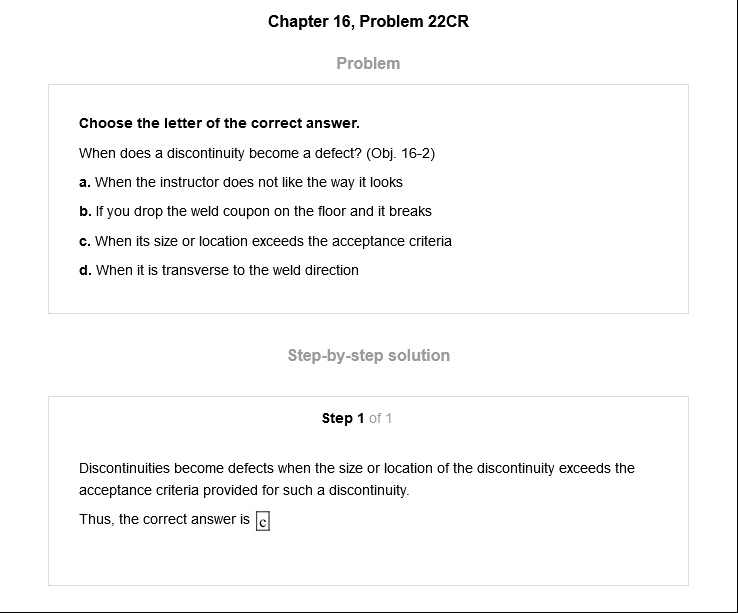 Chapter 16, Problem 22CR
Problem
Choose the letter of the correct answer.
When does a discontinuity become a defect? (Obj. 16-2)
a. When the instructor does not like the way it looks
b. If you drop the weld coupon on the floor and it breaks
c. When its size or location exceeds the acceptance criteria
d. When it is transverse to the weld direction
Step-by-step solution
Step 1 of 1
Discontinuities become defects when the size or location of the discontinuity exceeds the
acceptance criteria provided for such a discontinuity.
Thus, the correct answer is c